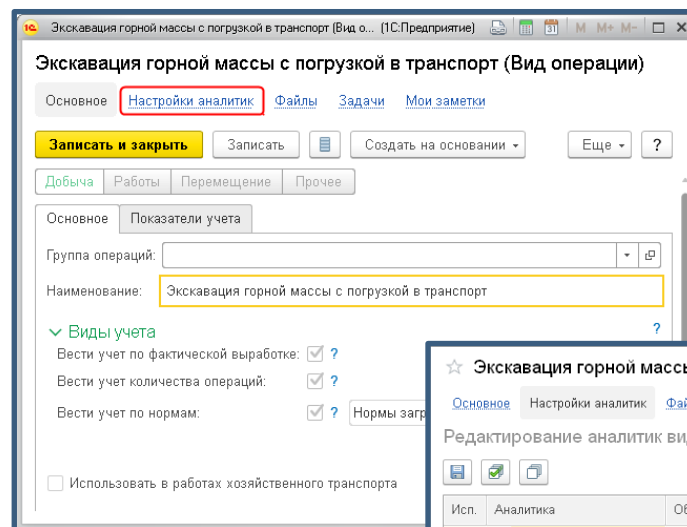 Экскавация горной массы с погрузкой в транспорт (Вид о... (1С:Предприятие) 31 M M+ M-
Экскавация горной массы с погрузкой в транспорт (Вид операции)
Основное Настройки аналитик Файлы Задачи Мои заметки
Записать и закрыть Записать Создать на основании Еще ?
Добыча Работы Перемещение Прочее
Основное Показатели учета
Группа операций:
Наименование: Экскавация горной массы с погрузкой в транспорт
Виды учета ?
Вести учет по фактической выработке: ?
Вести учет количества операций: ?
Вести учет по нормам: ? Нормы загр
Использовать в работах хозяйственного транспорта
Экскавация горной массы
Основное Настройки аналитик Фай
Редактирование аналитик ви
Исп. Аналитика Об